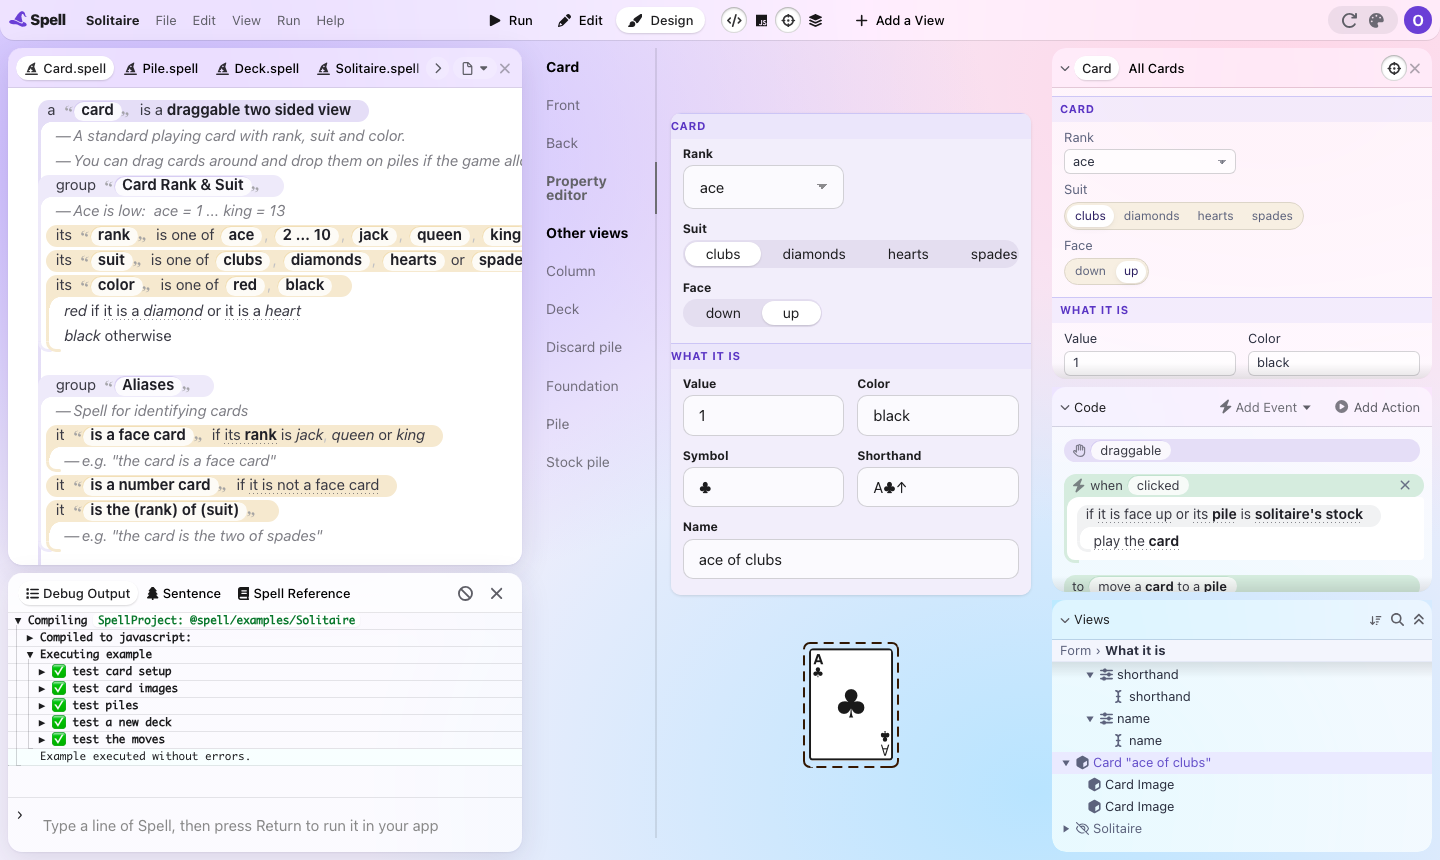 Spell Solitaire File Edit View Run Help Run Edit Design JS Add a View O
Card.spell Pile.spell Deck.spell Solitaire.spell
a “ card ” is a draggable two sided view
— A standard playing card with rank, suit and color.
— You can drag cards around and drop them on piles if the game all
group “ Card Rank & Suit ”
— Ace is low: ace = 1 ... king = 13
its “ rank ” is one of ace , 2 ... 10 , jack , queen , king
its “ suit ” is one of clubs , diamonds , hearts or spade
its “ color ” is one of red , black
red if it is a diamond or it is a heart
black otherwise
group “ Aliases ”
— Spell for identifying cards
it “ is a face card ” if its rank is jack, queen or king
— e.g. "the card is a face card"
it “ is a number card ” if it is not a face card
it “ is the (rank) of (suit) ”
— e.g. "the card is the two of spades"
Debug Output Sentence Spell Reference
▼ Compiling SpellProject: @spell/examples/Solitaire
▶ Compiled to javascript:
▼ Executing example
▶ ✅ test card setup
▶ ✅ test card images
▶ ✅ test piles
▶ ✅ test a new deck
▶ ✅ test the moves
Example executed without errors.
› Type a line of Spell, then press Return to run it in your app
Card
Front
Back
Property
editor
Other views
Column
Deck
Discard pile
Foundation
Pile
Stock pile
CARD
Rank
ace
Suit
clubs diamonds hearts spades
Face
down up
WHAT IT IS
Value Color
1 black
Symbol Shorthand
♣ A♣↑
Name
ace of clubs
A
♣
♣
♣
A
Card All Cards
CARD
Rank
ace
Suit
clubs diamonds hearts spades
Face
down up
WHAT IT IS
Value Color
1 black
Code Add Event Add Action
draggable
when clicked
if it is face up or its pile is solitaire's stock
play the card
to move a card to a pile
Views
Form › What it is
shorthand
shorthand
name
name
Card "ace of clubs"
Card Image
Card Image
Solitaire